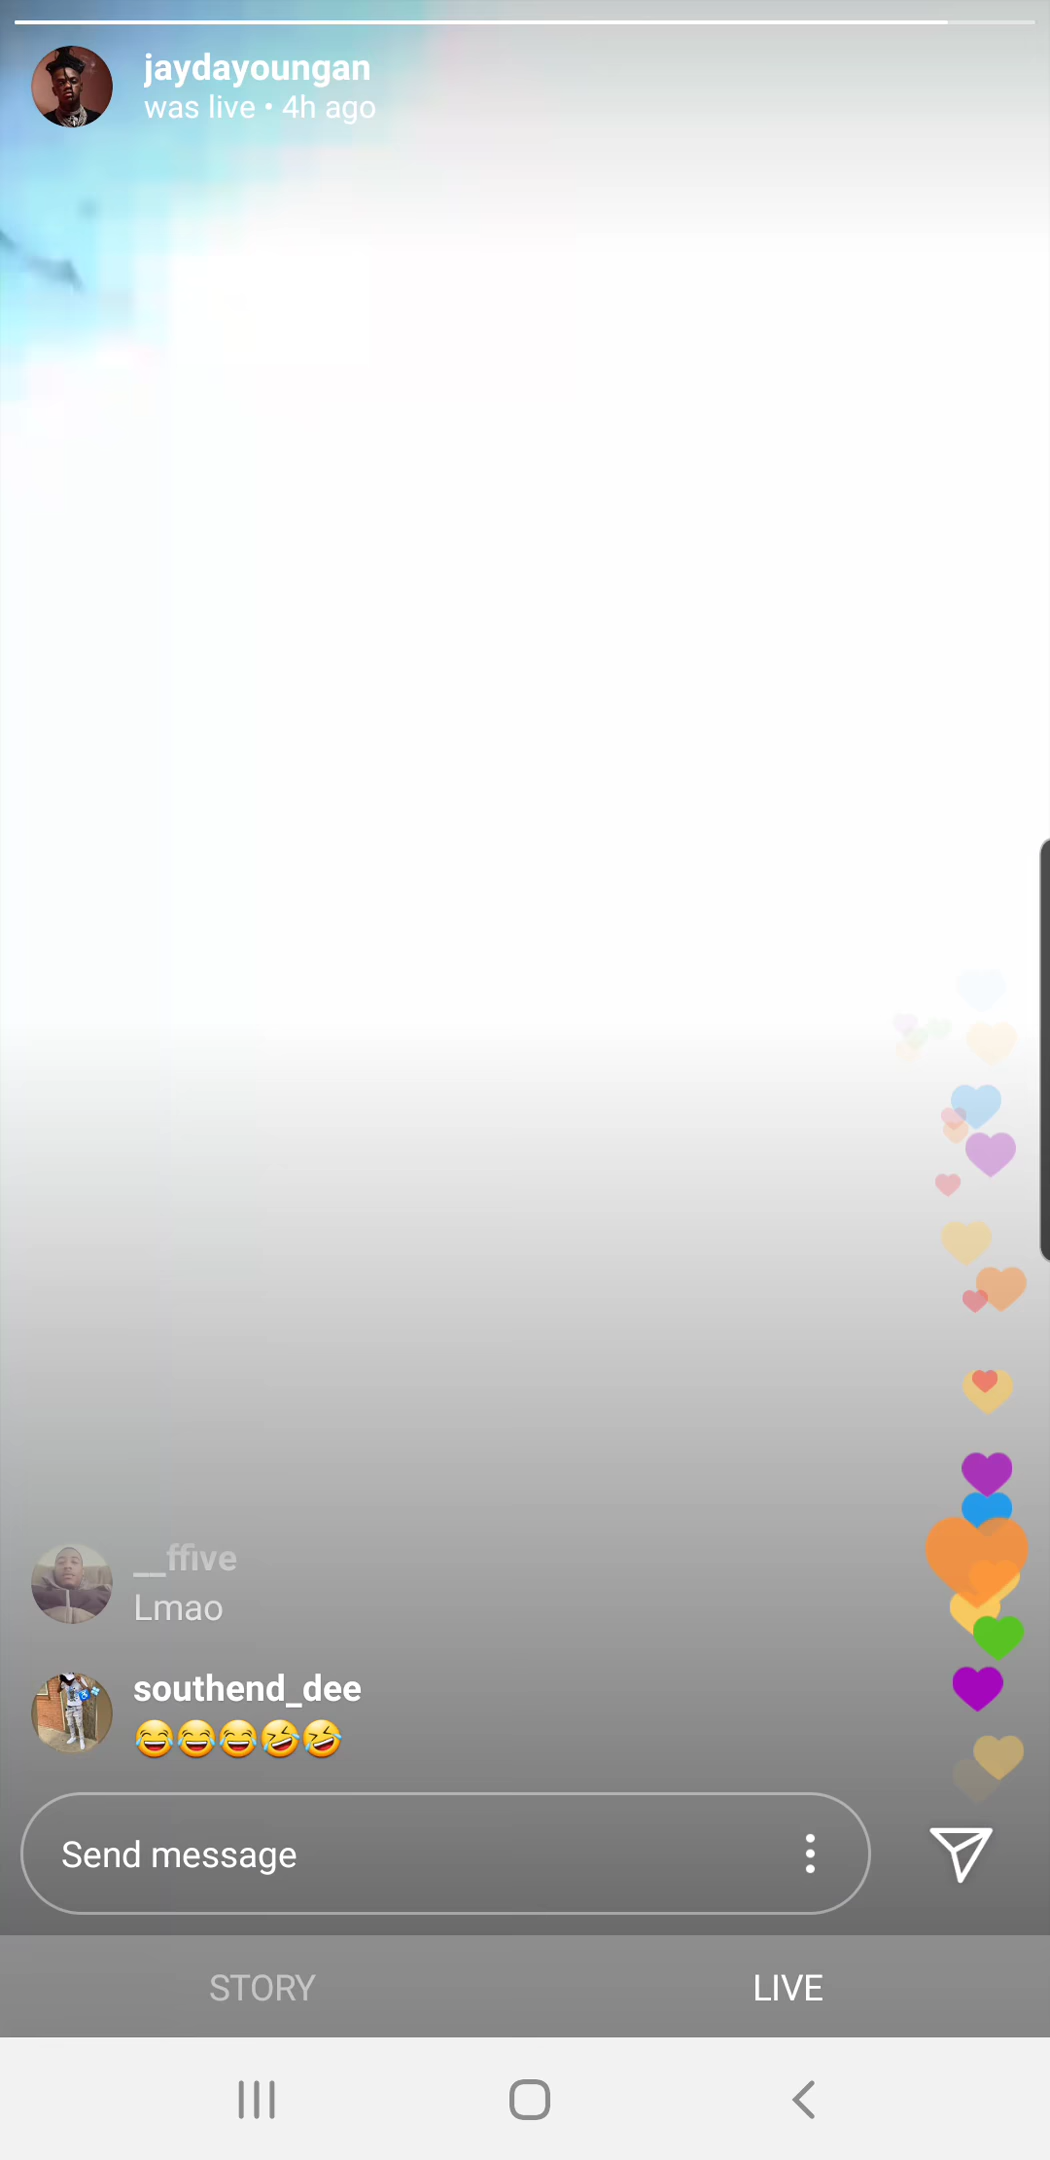 jaydayoungan
was live • 4h ago
__ffive
Lmao
southend_dee
😂😂😂🤣🤣
Send message
STORY
LIVE